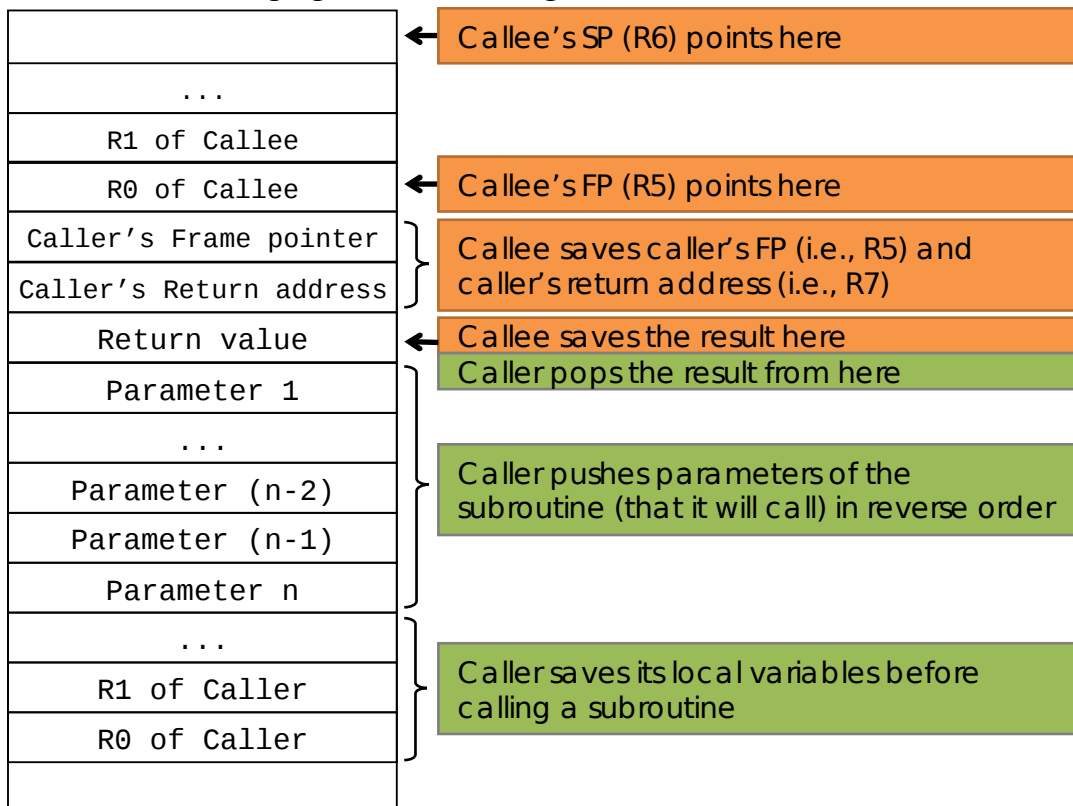 Callee's SP (R6) points here
...
R1 of Callee
R0 of Callee
Callee's FP (R5) points here
Caller's Frame pointer
Caller's Return address
Callee saves caller's FP (i.e., R5) and
caller's return address (i.e., R7)
Return value
Callee saves the result here
Caller pops the result from here
Parameter 1
...
Parameter (n-2)
Parameter (n-1)
Parameter n
Caller pushes parameters of the
subroutine (that it will call) in reverse order
...
R1 of Caller
R0 of Caller
Caller saves its local variables before
calling a subroutine